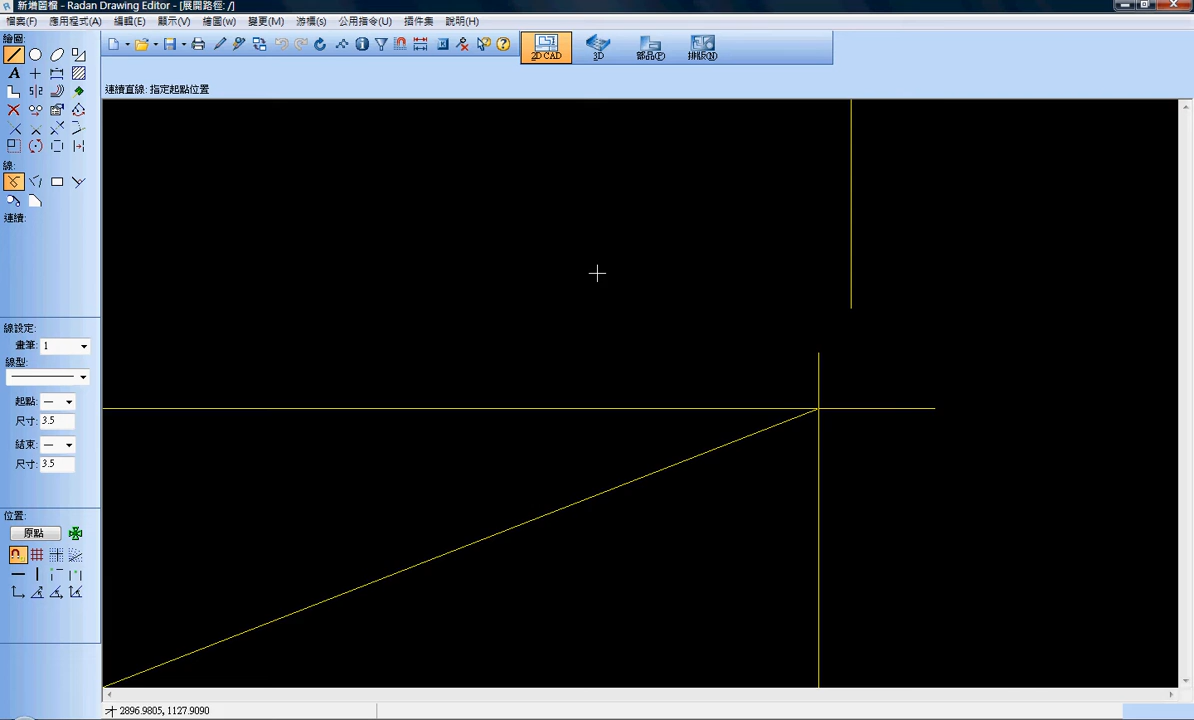 新增圖檔 - Radan Drawing Editor - [展開路徑: /]
檔案(F) 應用程式(A) 編輯(E) 顯示(V) 繪圖(w) 變更(M) 游標(s) 公用指令(U) 插件集 說明(H)
繪圖:
2D CAD 3D 部品(P) 排版(N)
連續直線: 指定起點位置
線:
連續:
線設定:
畫筆: 1
線型:
起點:
尺寸: 3.5
結束:
尺寸: 3.5
位置:
原點
2896.9805, 1127.9090